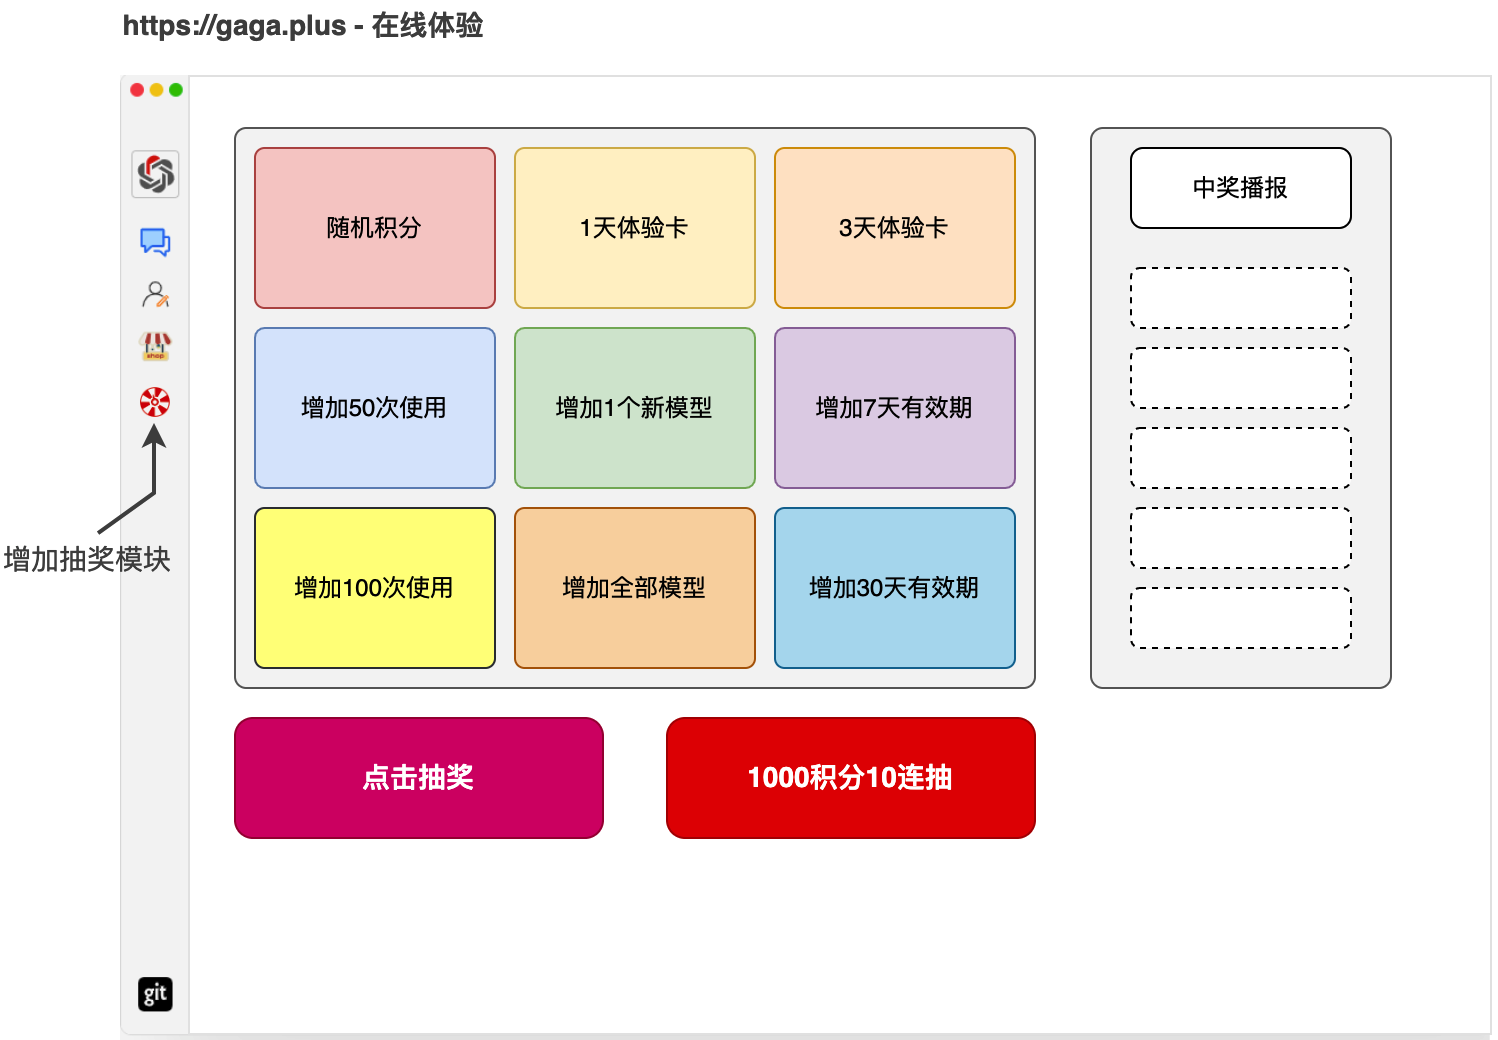 https://gaga.plus - 在线体验
随机积分
1天体验卡
3天体验卡
中奖播报
增加50次使用
增加1个新模型
增加7天有效期
shop
增加抽奖模块
增加100次使用
增加全部模型
增加30天有效期
点击抽奖
1000积分10连抽
git